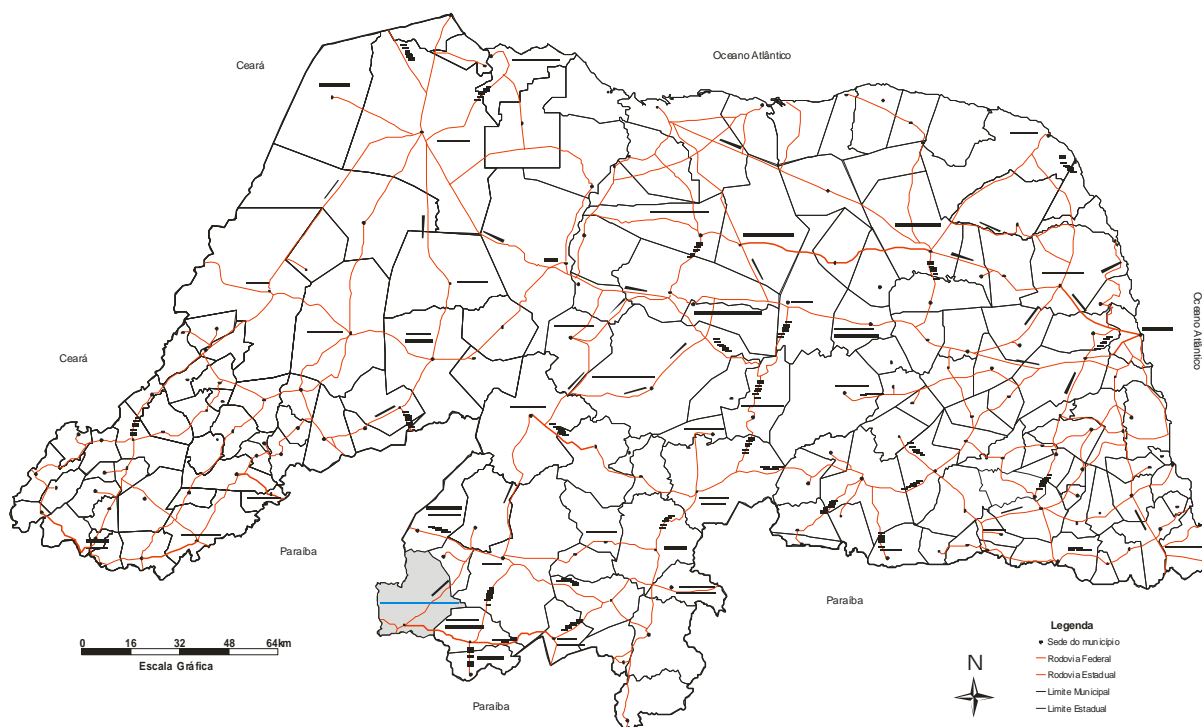 Ceará
Oceano Atlântico
Oceano Atlântico
Ceará
Paraíba
Paraíba
Paraíba
0 16 32 48 64km
Escala Gráfica
N
Legenda
Sede do município
Rodovia Federal
Rodovia Estadual
Limite Municipal
Limite Estadual